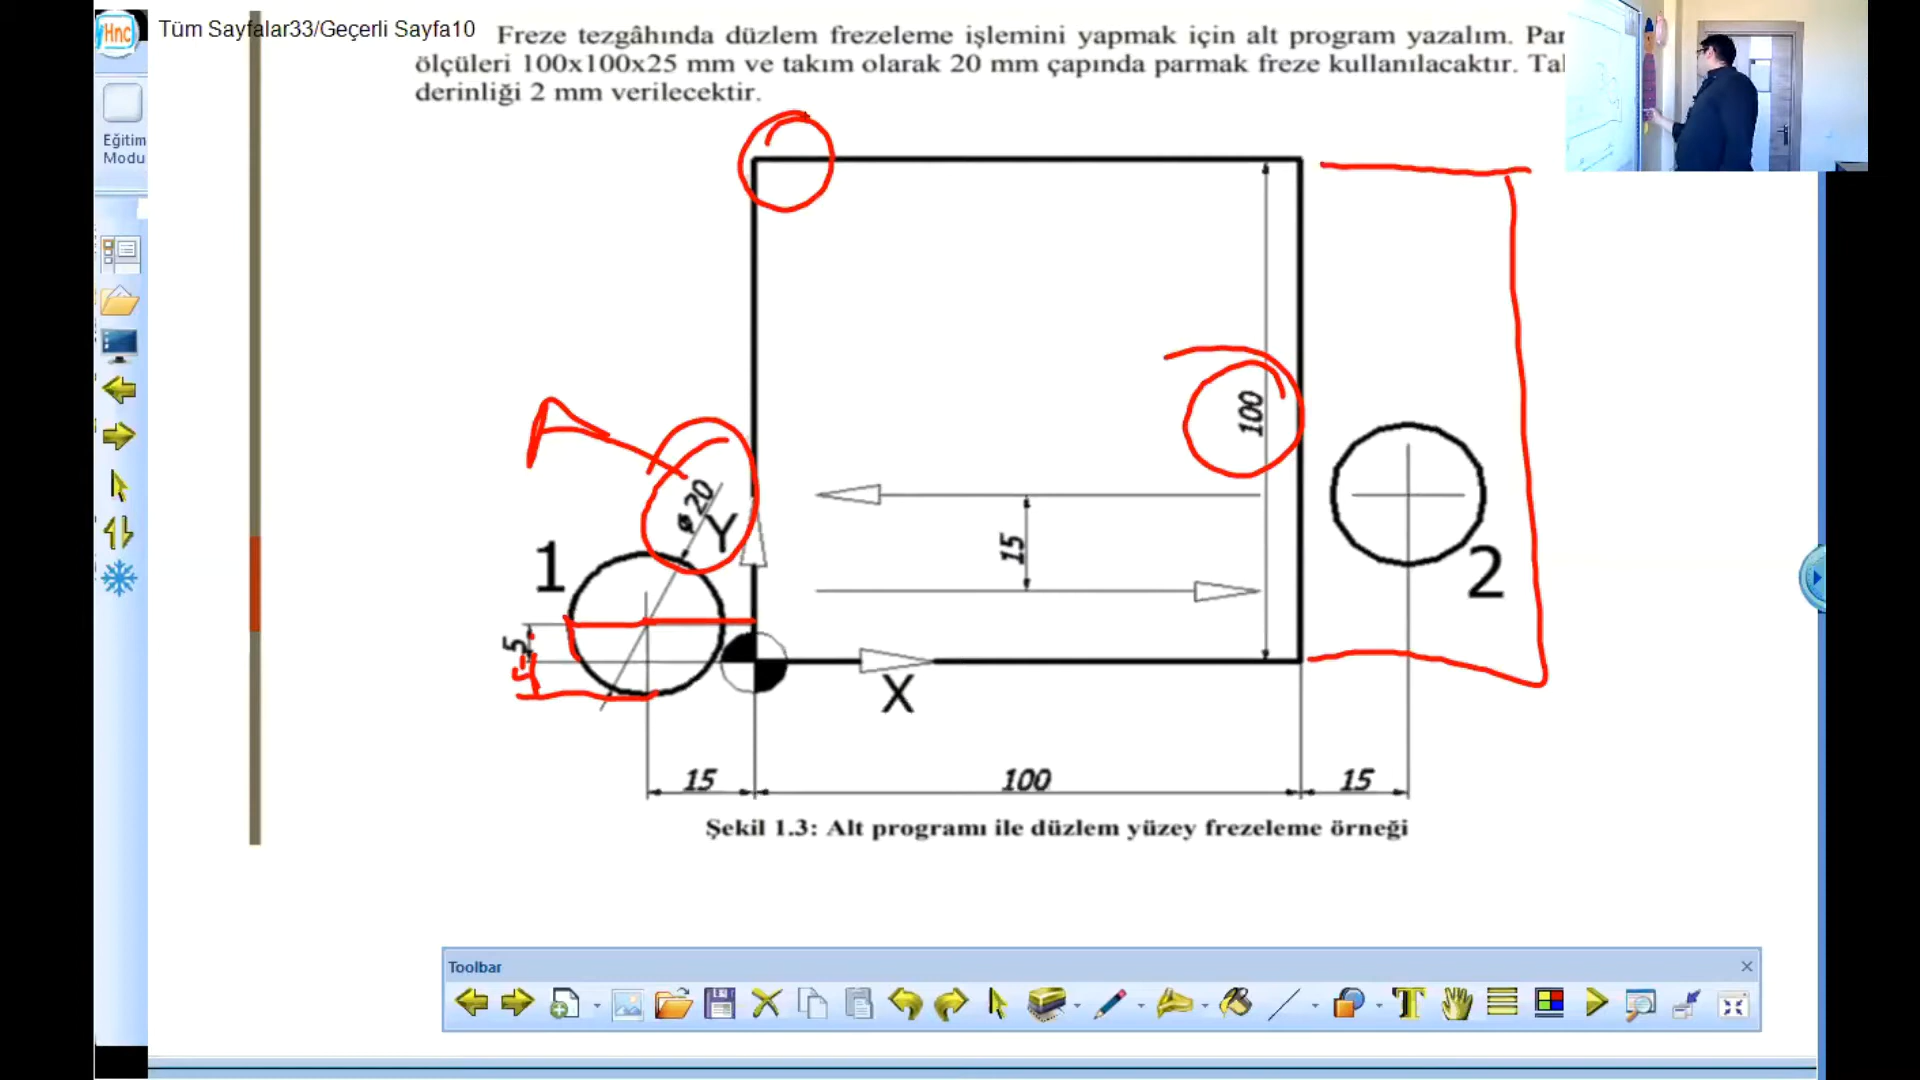 Hnc
Tüm Sayfalar33/Geçerli Sayfa10
Eğitim
Modu
Freze tezgâhında düzlem frezeleme işlemini yapmak için alt program yazalım.
ölçüleri 100x100x25 mm ve takım olarak 20 mm çapında parmak freze kullanılacaktır.
derinliği 2 mm verilecektir.
100
ø20
Y
1
15
2
5
X
15
100
15
Şekil 1.3: Alt programı ile düzlem yüzey frezeleme örneği
Toolbar